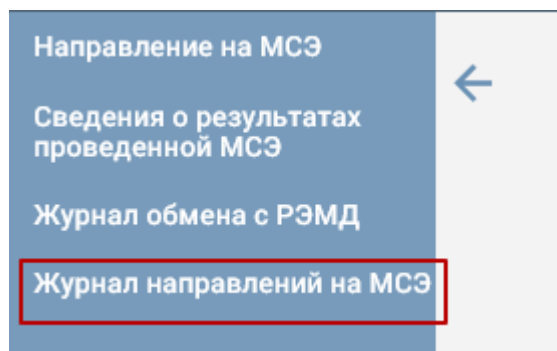 Направление на МСЭ
Сведения о результатах
проведенной МСЭ
Журнал обмена с РЭМД
Журнал направлений на МСЭ